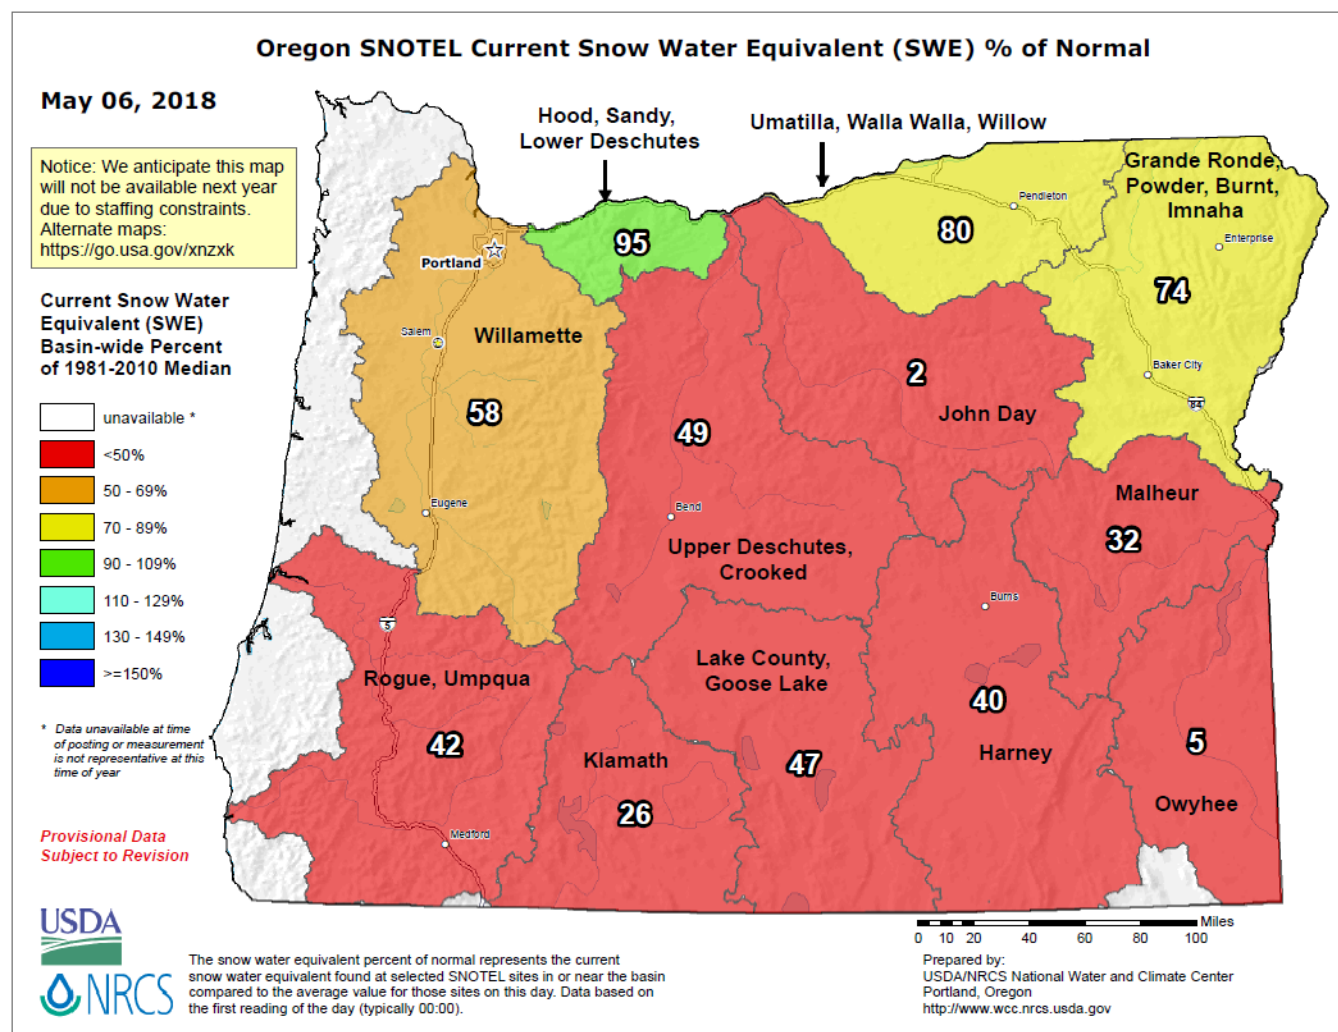 Oregon SNOTEL Current Snow Water Equivalent (SWE) % of Normal
May 06, 2018
Notice: We anticipate this map
will not be available next year
due to staffing constraints.
Alternate maps:
https://go.usa.gov/xnzxk
Current Snow Water
Equivalent (SWE)
Basin-wide Percent
of 1981-2010 Median
unavailable *
<50%
50 - 69%
70 - 89%
90 - 109%
110 - 129%
130 - 149%
>=150%
* Data unavailable at time
of posting or measurement
is not representative at this
time of year
Provisional Data
Subject to Revision
Hood, Sandy,
Lower Deschutes
95
Umatilla, Walla Walla, Willow
Pendleton
80
Grande Ronde,
Powder, Burnt,
Imnaha
Enterprise
74
Baker City
84
Portland
Salem
Willamette
58
Eugene
49
Bend
Upper Deschutes,
Crooked
2
John Day
Malheur
32
Burns
5
Rogue, Umpqua
42
Medford
Klamath
26
Lake County,
Goose Lake
47
40
Harney
5
Owyhee
USDA
NRCS
The snow water equivalent percent of normal represents the current
snow water equivalent found at selected SNOTEL sites in or near the basin
compared to the average value for those sites on this day. Data based on
the first reading of the day (typically 00:00).
Miles
0 10 20 40 60 80 100
Prepared by:
USDA/NRCS National Water and Climate Center
Portland, Oregon
http://www.wcc.nrcs.usda.gov